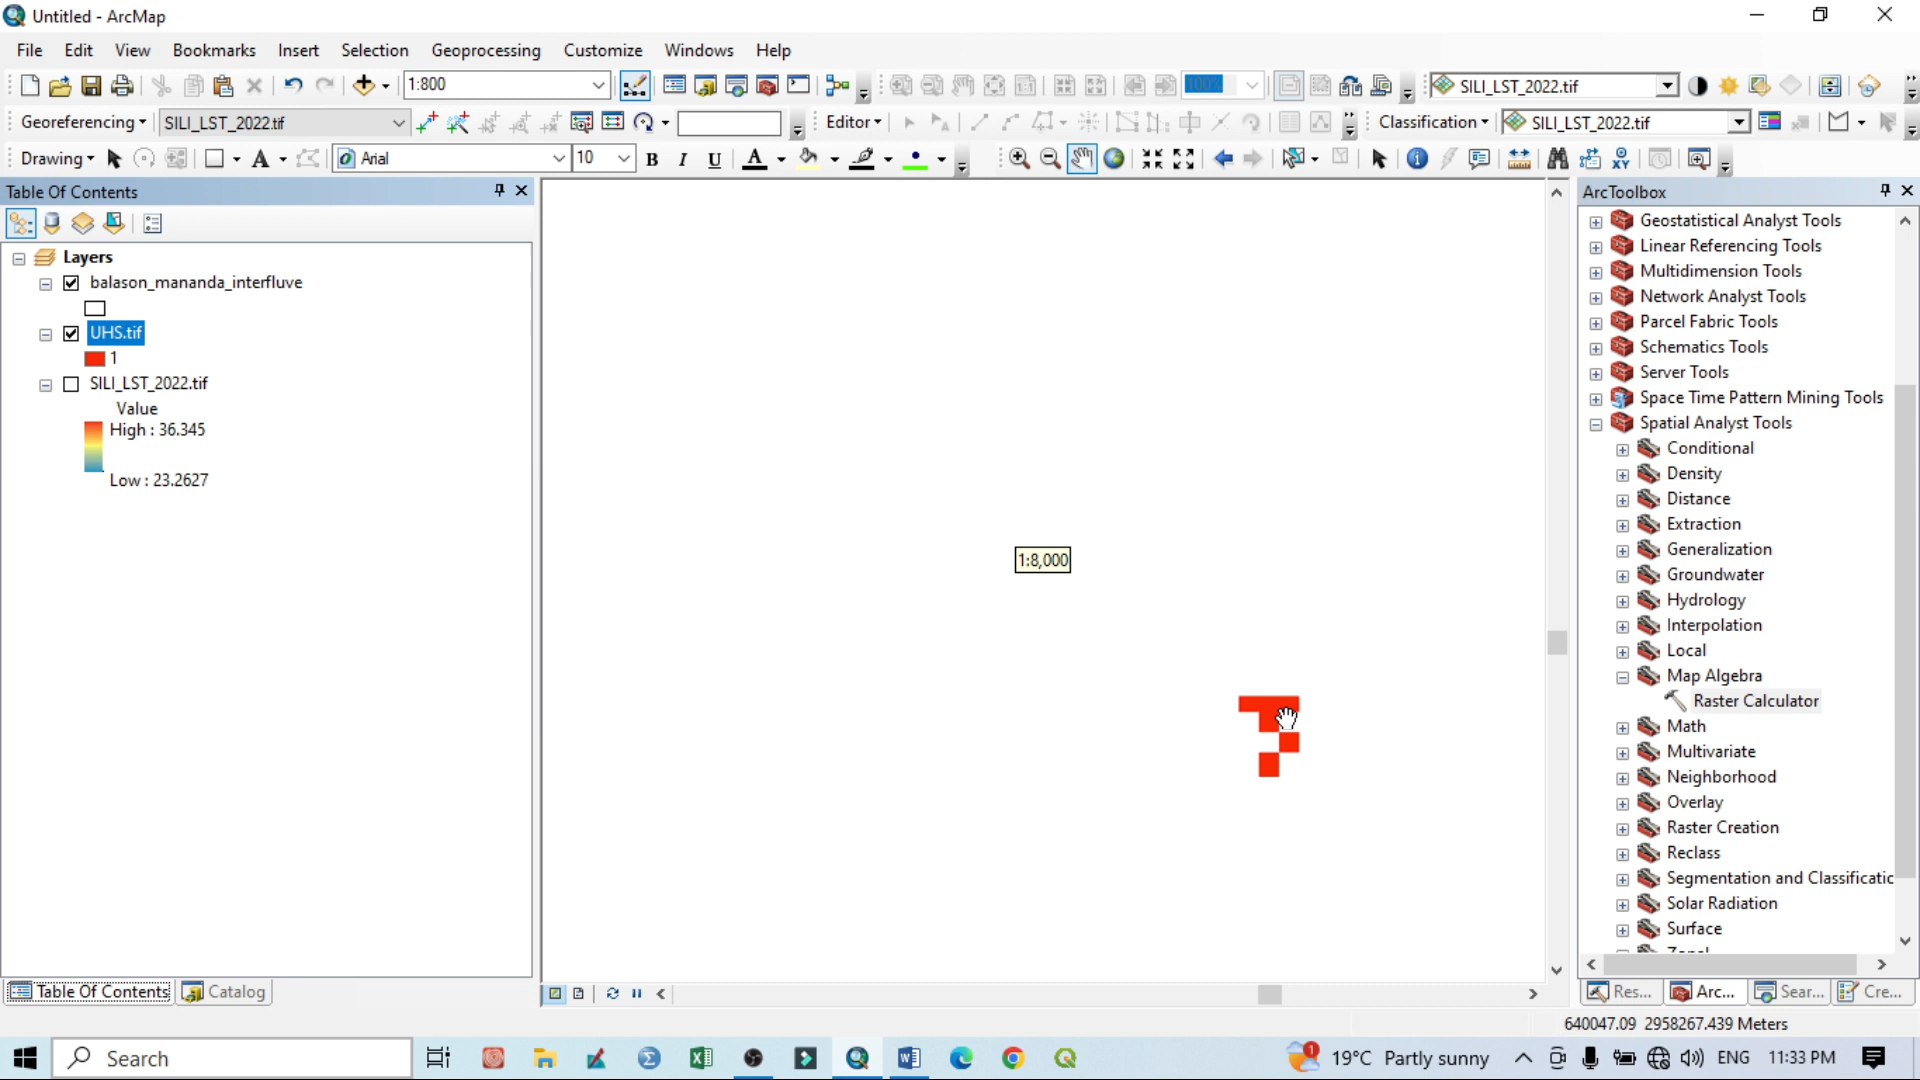 Untitled - ArcMap
File Edit View Bookmarks Insert Selection Geoprocessing Customize Windows Help
1:800 100% SILI_LST_2022.tif
Georeferencing SILI_LST_2022.tif Editor Classification SILI_LST_2022.tif
Drawing A Arial 10 B I U A
Table Of Contents
Layers
balason_mananda_interfluve
UHS.tif
1
SILI_LST_2022.tif
Value
High : 36.345
Low : 23.2627
1:8,000
ArcToolbox
Geostatistical Analyst Tools
Linear Referencing Tools
Multidimension Tools
Network Analyst Tools
Parcel Fabric Tools
Schematics Tools
Server Tools
Space Time Pattern Mining Tools
Spatial Analyst Tools
Conditional
Density
Distance
Extraction
Generalization
Groundwater
Hydrology
Interpolation
Local
Map Algebra
Raster Calculator
Math
Multivariate
Neighborhood
Overlay
Raster Creation
Reclass
Segmentation and Classificatic
Solar Radiation
Surface
Table Of Contents Catalog
Res... Arc... Sear... Cre...
640047.09 2958267.439 Meters
Search 19°C Partly sunny ENG 11:33 PM